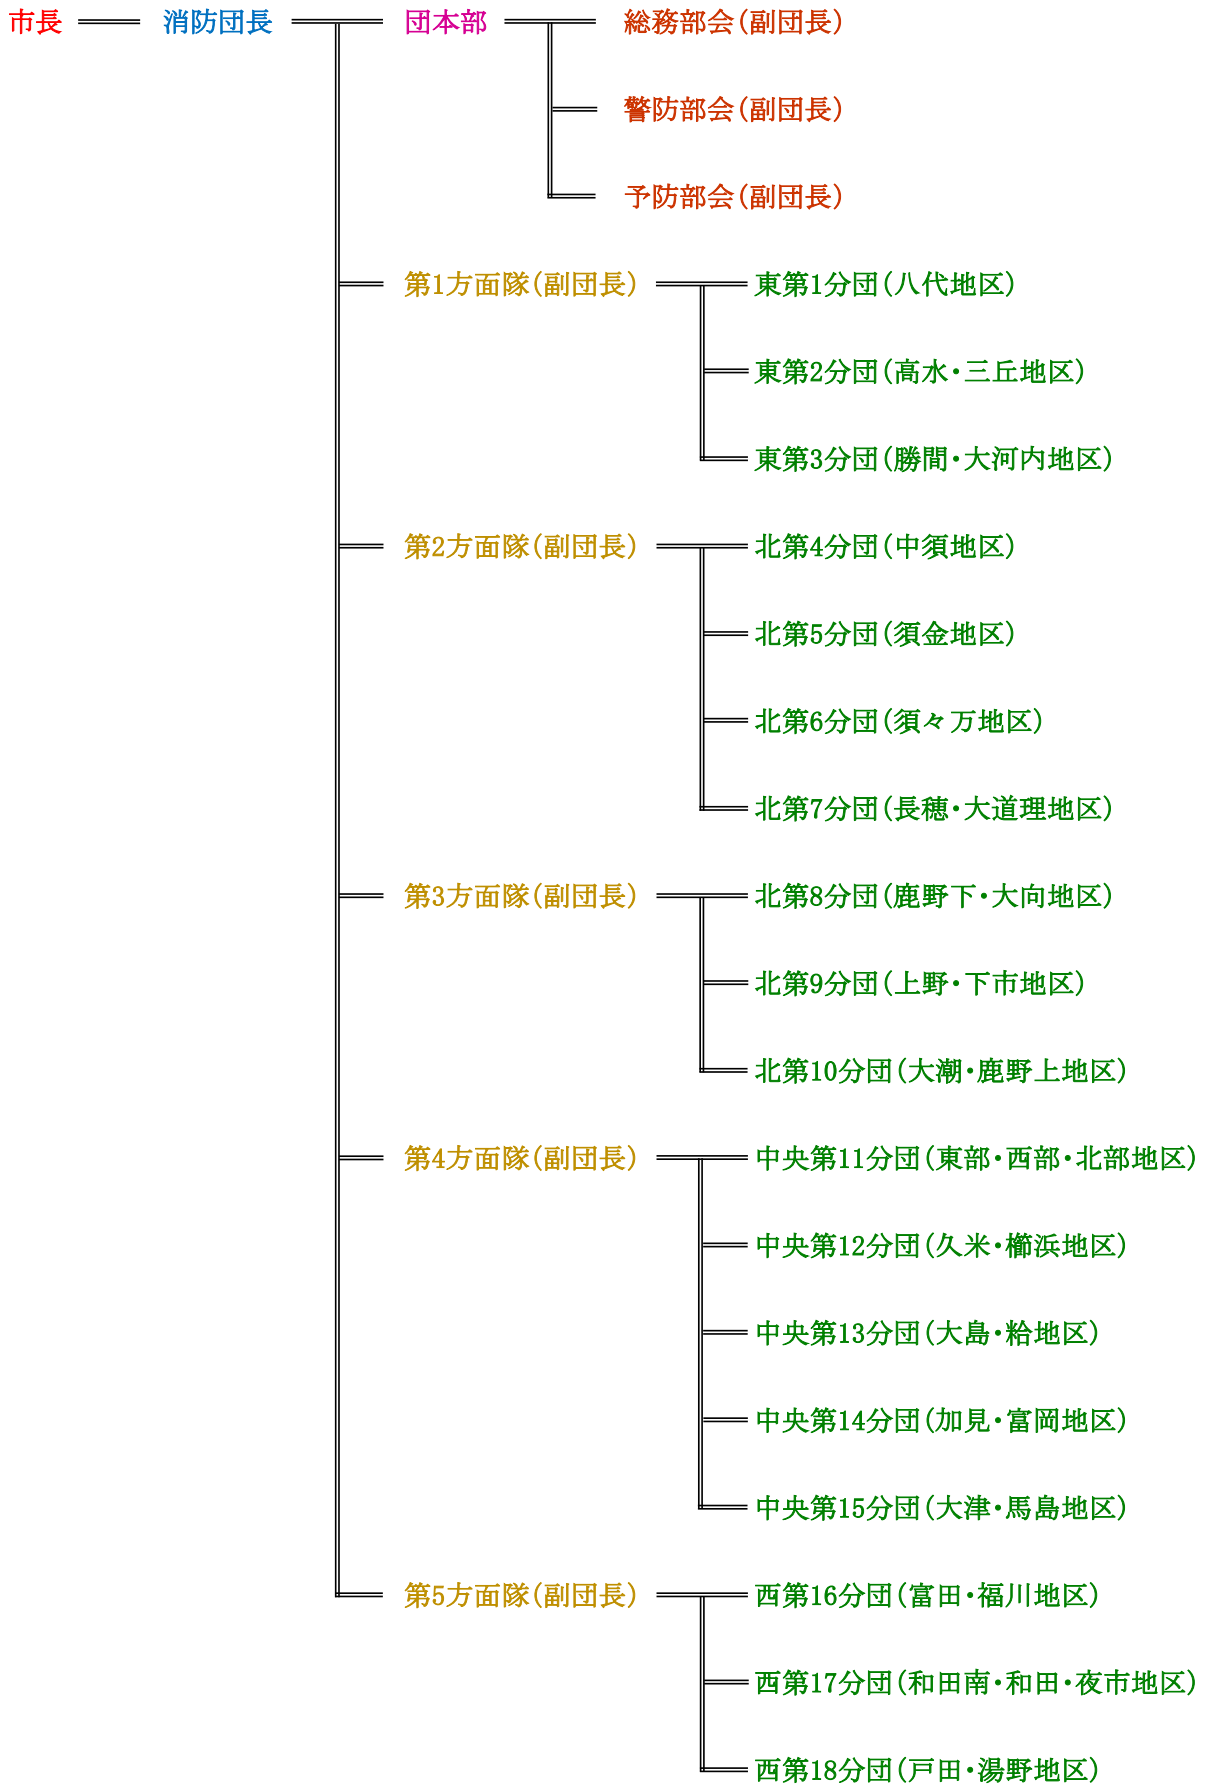 市長 消防団長 団本部 総務部会(副団長)
警防部会(副団長)
予防部会(副団長)
第1方面隊(副団長) 東第1分団(八代地区)
東第2分団(高水・三丘地区)
東第3分団(勝間・大河内地区)
第2方面隊(副団長) 北第4分団(中須地区)
北第5分団(須金地区)
北第6分団(須々万地区)
北第7分団(長穂・大道理地区)
第3方面隊(副団長) 北第8分団(鹿野下・大向地区)
北第9分団(上野・下市地区)
北第10分団(大潮・鹿野上地区)
第4方面隊(副団長) 中央第11分団(東部・西部・北部地区)
中央第12分団(久米・櫛浜地区)
中央第13分団(大島・粭地区)
中央第14分団(加見・富岡地区)
中央第15分団(大津・馬島地区)
第5方面隊(副団長) 西第16分団(富田・福川地区)
西第17分団(和田南・和田・夜市地区)
西第18分団(戸田・湯野地区)